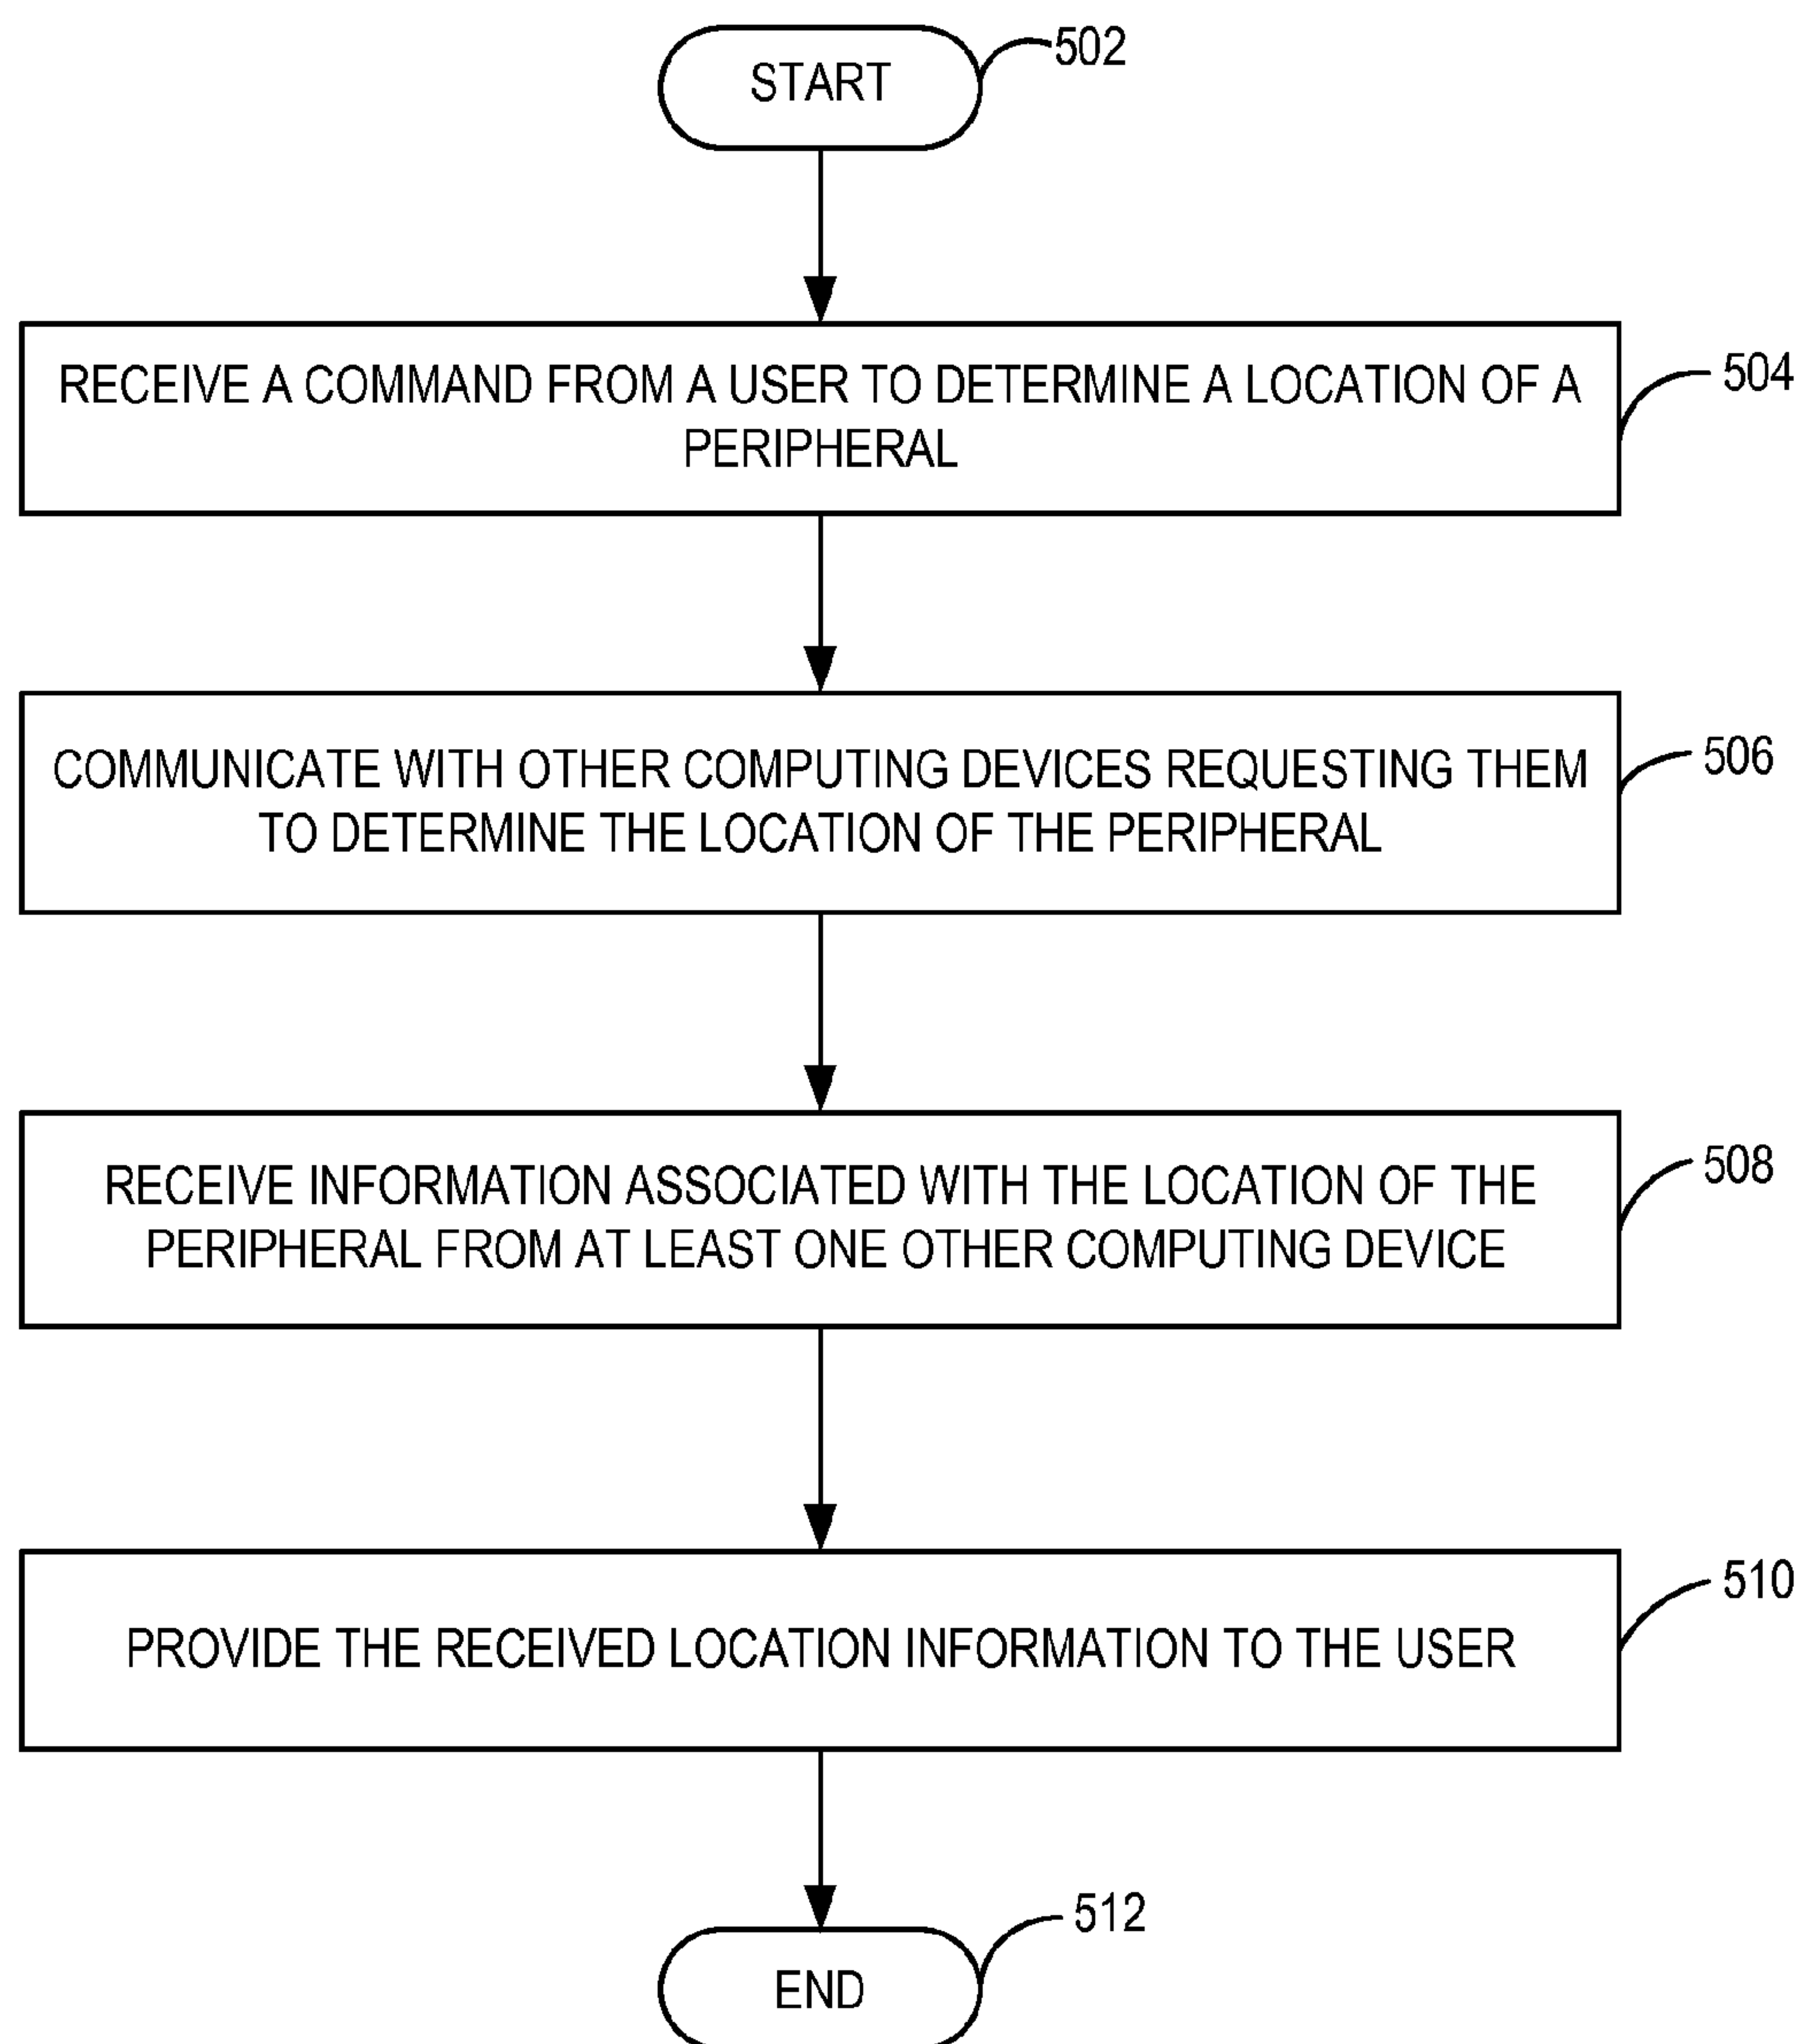 START
502
RECEIVE A COMMAND FROM A USER TO DETERMINE A LOCATION OF A
PERIPHERAL
504
COMMUNICATE WITH OTHER COMPUTING DEVICES REQUESTING THEM
TO DETERMINE THE LOCATION OF THE PERIPHERAL
506
RECEIVE INFORMATION ASSOCIATED WITH THE LOCATION OF THE
PERIPHERAL FROM AT LEAST ONE OTHER COMPUTING DEVICE
508
PROVIDE THE RECEIVED LOCATION INFORMATION TO THE USER
510
END
512